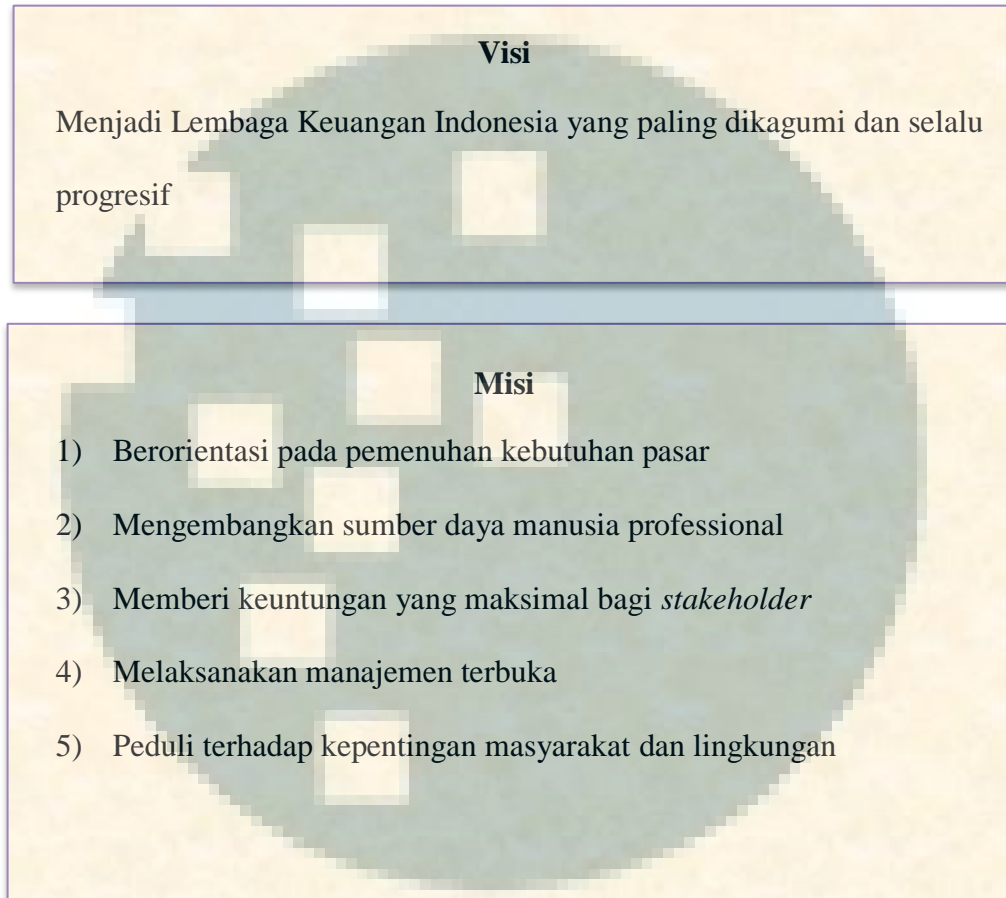 Visi
Menjadi Lembaga Keuangan Indonesia yang paling dikagumi dan selalu
progresif
Misi
1) Berorientasi pada pemenuhan kebutuhan pasar
2) Mengembangkan sumber daya manusia professional
3) Memberi keuntungan yang maksimal bagi stakeholder
4) Melaksanakan manajemen terbuka
5) Peduli terhadap kepentingan masyarakat dan lingkungan